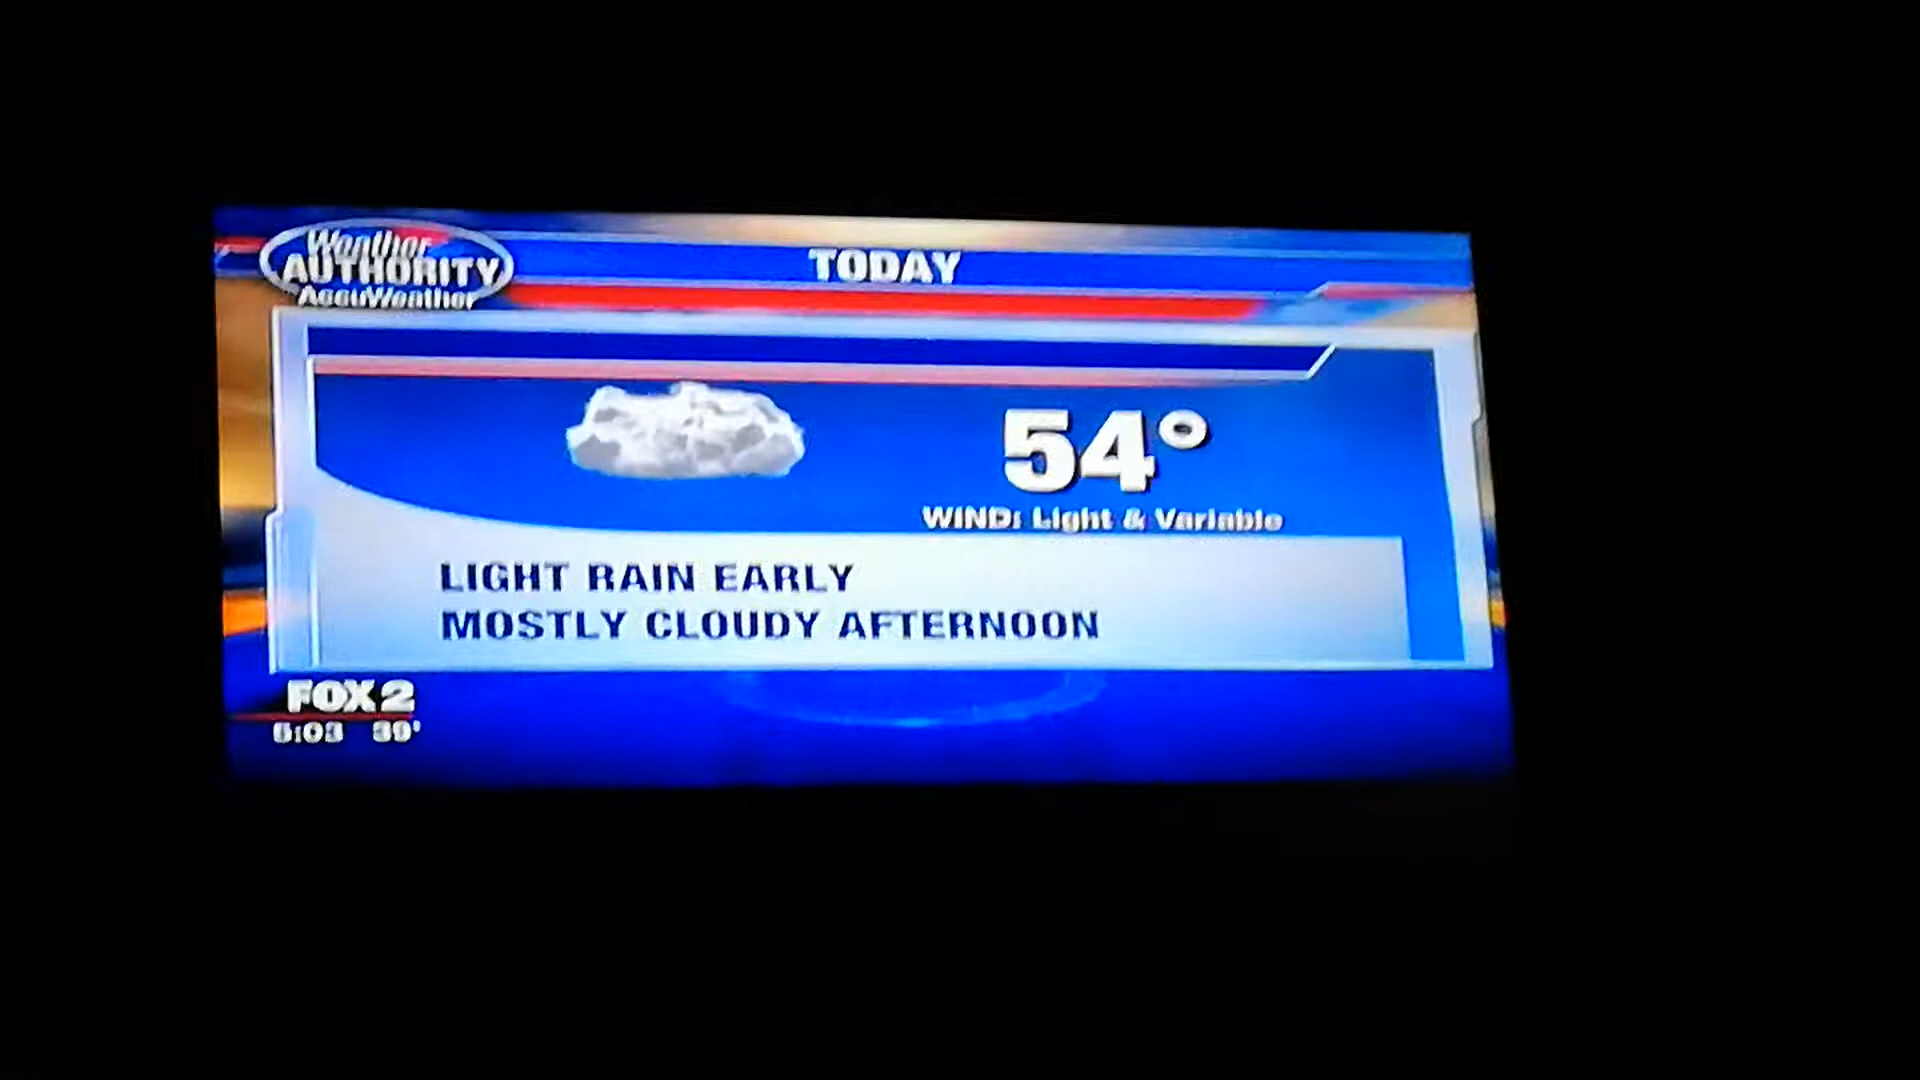 Weather
AUTHORITY
AccuWeather
TODAY
54°
WIND: Light & Variable
LIGHT RAIN EARLY
MOSTLY CLOUDY AFTERNOON
FOX 2